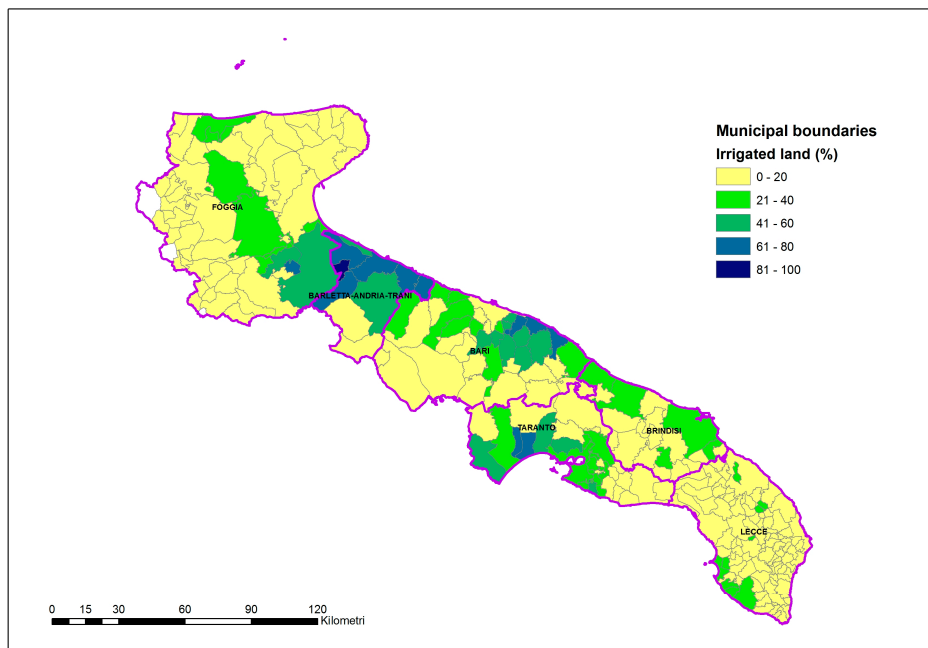 Municipal boundaries
Irrigated land (%)
0 - 20
21 - 40
41 - 60
61 - 80
81 - 100
FOGGIA
BARLETTA-ANDRIA-TRANI
BARI
TARANTO
BRINDISI
LECCE
0 15 30 60 90 120
Kilometri